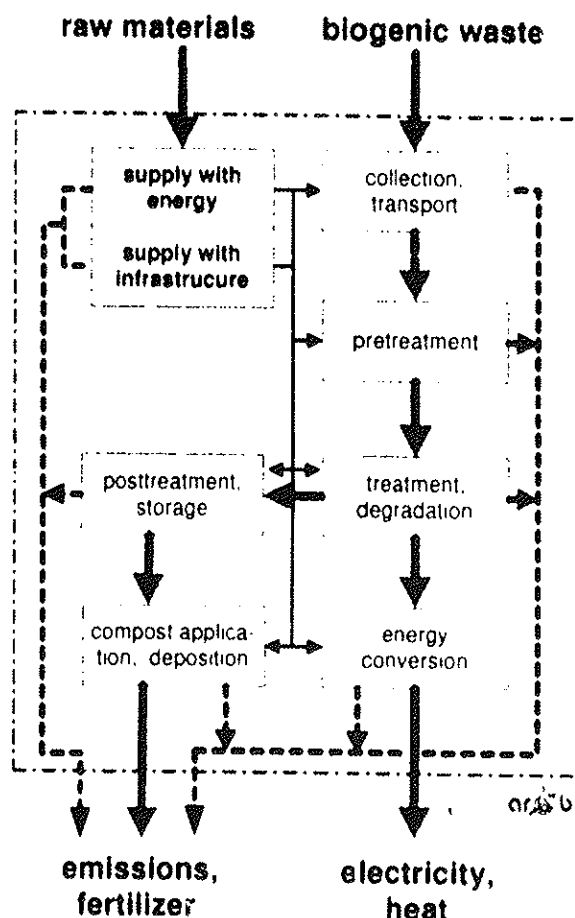 raw materials
biogenic waste
supply with
energy
supply with
infrastrucure
collection,
transport
pretreatment
posttreatment,
storage
treatment,
degradation
compost applica-
tion, deposition
energy
conversion
emissions,
fertilizer
electricity,
heat